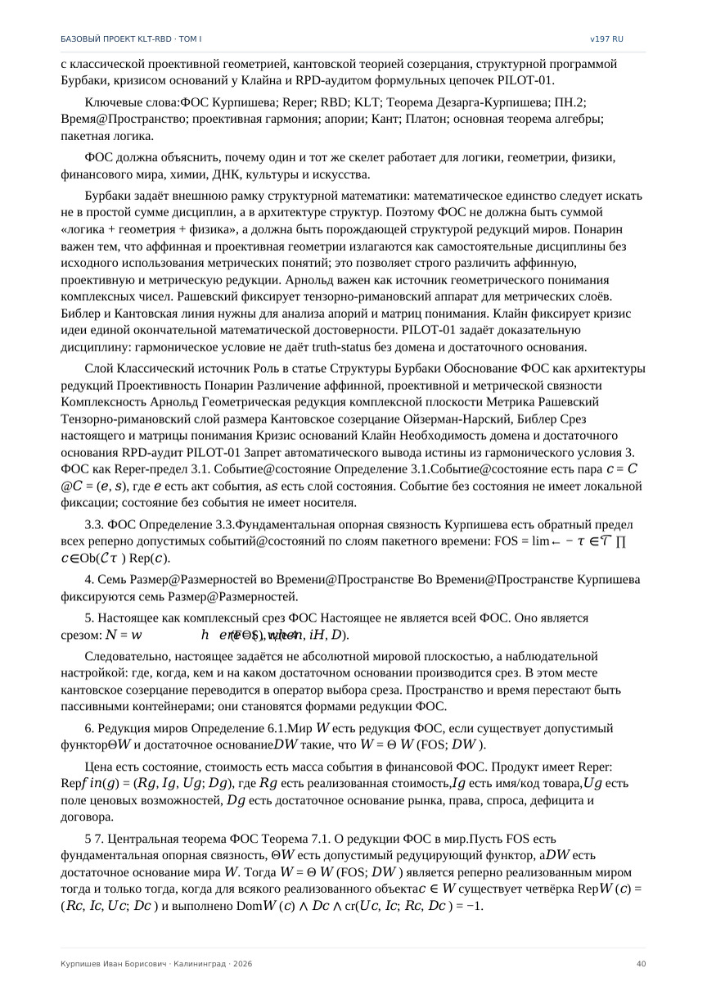 БАЗОВЫЙ ПРОЕКТ KLT-RBD · ТОМ I
v197 RU
с классической проективной геометрией, кантовской теорией созерцания, структурной программой
Бурбаки, кризисом оснований у Клайна и RPD-аудитом формульных цепочек PILOT-01.
Ключевые слова:ФОС Курпишева; Reper; RBD; KLT; Теорема Дезарга-Курпишева; ПН.2;
Время@Пространство; проективная гармония; апории; Кант; Платон; основная теорема алгебры;
пакетная логика.
ФОС должна объяснить, почему один и тот же скелет работает для логики, геометрии, физики,
финансового мира, химии, ДНК, культуры и искусства.
Бурбаки задаёт внешнюю рамку структурной математики: математическое единство следует искать
не в простой сумме дисциплин, а в архитектуре структур. Поэтому ФОС не должна быть суммой
«логика + геометрия + физика», а должна быть порождающей структурой редукций миров. Понарин
важен тем, что аффинная и проективная геометрии излагаются как самостоятельные дисциплины без
исходного использования метрических понятий; это позволяет строго различить аффинную,
проективную и метрическую редукции. Арнольд важен как источник геометрического понимания
комплексных чисел. Рашевский фиксирует тензорно-римановский аппарат для метрических слоёв.
Библер и Кантовская линия нужны для анализа апорий и матриц понимания. Клайн фиксирует кризис
идеи единой окончательной математической достоверности. PILOT-01 задаёт доказательную
дисциплину: гармоническое условие не даёт truth-status без домена и достаточного основания.
Слой Классический источник Роль в статье Структуры Бурбаки Обоснование ФОС как архитектуры
редукций Проективность Понарин Различение аффинной, проективной и метрической связности
Комплексность Арнольд Геометрическая редукция комплексной плоскости Метрика Рашевский
Тензорно-римановский слой размера Кантовское созерцание Ойзерман-Нарский, Библер Срез
настоящего и матрицы понимания Кризис оснований Клайн Необходимость домена и достаточного
основания RPD-аудит PILOT-01 Запрет автоматического вывода истины из гармонического условия 3.
ФОС как Reper-предел 3.1. Событие@состояние Определение 3.1.Событие@состояние есть пара 𝑐 = 𝐶
@𝐶 = (𝑒, 𝑠), где 𝑒 есть акт события, а𝑠 есть слой состояния. Событие без состояния не имеет локальной
фиксации; состояние без события не имеет носителя.
3.3. ФОС Определение 3.3.Фундаментальная опорная связность Курпишева есть обратный предел
всех реперно допустимых событий@состояний по слоям пакетного времени: FOS = lim← − 𝜏 ∈𝒯 ∏
𝑐∈Ob(𝒞𝜏 ) Rep(𝑐).
4. Семь Размер@Размерностей во Времени@Пространстве Во Времени@Пространстве Курпишева
фиксируются семь Размер@Размерностей.
5. Настоящее как комплексный срез ФОС Настоящее не является всей ФОС. Оно является
срезом: 𝑁 = 𝑤 ℎ 𝑒𝑟𝑒 , 𝑤ℎ𝑒𝑛, 𝑖𝐻, 𝐷).
Следовательно, настоящее задаётся не абсолютной мировой плоскостью, а наблюдательной
настройкой: где, когда, кем и на каком достаточном основании производится срез. В этом месте
кантовское созерцание переводится в оператор выбора среза. Пространство и время перестают быть
пассивными контейнерами; они становятся формами редукции ФОС.
6. Редукция миров Определение 6.1.Мир 𝑊 есть редукция ФОС, если существует допустимый
функторΘ𝑊 и достаточное основание𝐷𝑊 такие, что 𝑊 = Θ 𝑊 (FOS; 𝐷𝑊 ).
Цена есть состояние, стоимость есть масса события в финансовой ФОС. Продукт имеет Reper:
Rep𝑓 𝑖𝑛(𝑔) = (𝑅𝑔, 𝐼𝑔, 𝑈𝑔; 𝐷𝑔), где 𝑅𝑔 есть реализованная стоимость,𝐼𝑔 есть имя/код товара,𝑈𝑔 есть
поле ценовых возможностей, 𝐷𝑔 есть достаточное основание рынка, права, спроса, дефицита и
договора.
5 7. Центральная теорема ФОС Теорема 7.1. О редукции ФОС в мир.Пусть FOS есть
фундаментальная опорная связность, Θ𝑊 есть допустимый редуцирующий функтор, а𝐷𝑊 есть
достаточное основание мира 𝑊. Тогда 𝑊 = Θ 𝑊 (FOS; 𝐷𝑊 ) является реперно реализованным миром
тогда и только тогда, когда для всякого реализованного объекта𝑐 ∈ 𝑊 существует четвёрка Rep𝑊 (𝑐) =
(𝑅𝑐, 𝐼𝑐, 𝑈𝑐; 𝐷𝑐 ) и выполнено Dom𝑊 (𝑐) ∧ 𝐷𝑐 ∧ cr(𝑈𝑐, 𝐼𝑐; 𝑅𝑐, 𝐷𝑐 ) = −1.
Курпишев Иван Борисович · Калининград · 2026
40